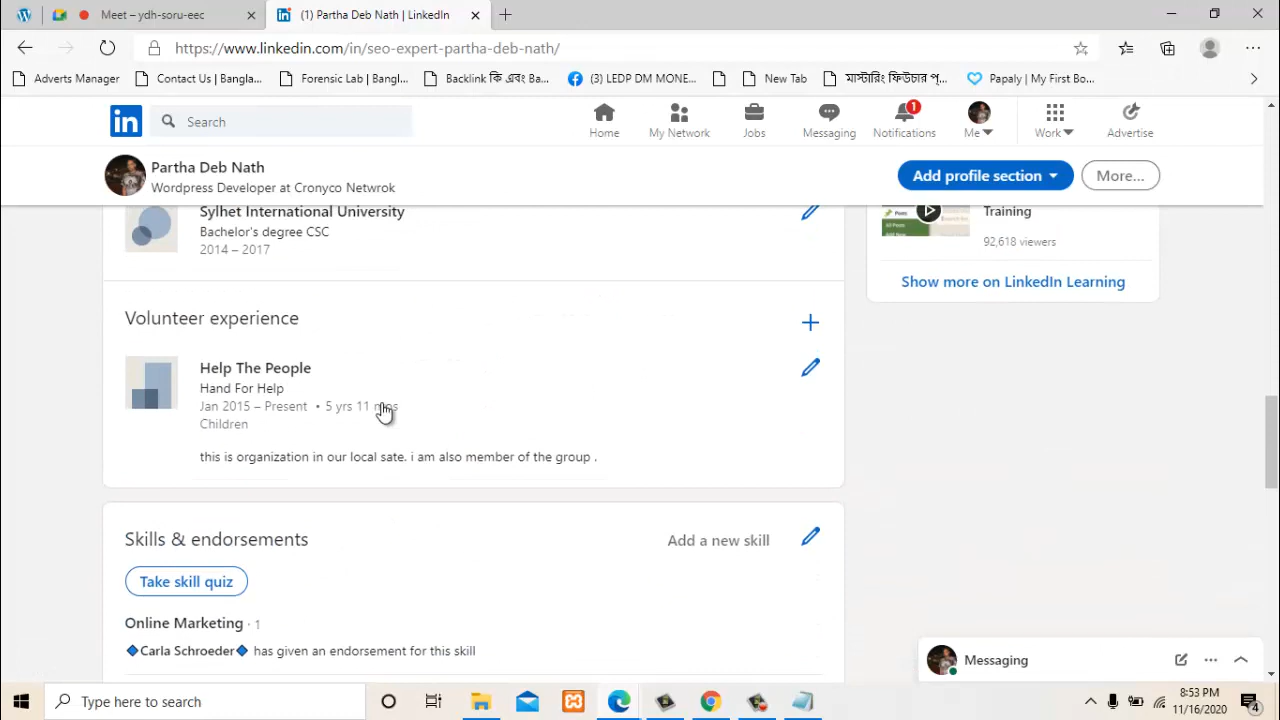 Meet – ydh-soru-eec
(1) Partha Deb Nath | LinkedIn
https://www.linkedin.com/in/seo-expert-partha-deb-nath/
Adverts Manager
Contact Us | Bangla...
Forensic Lab | Bangl...
Backlink কি এবং Ba...
(3) LEDP DM MONE...
New Tab
মাস্টারিং ফিউচার প্...
Papaly | My First Bo...
in
Search
Home
My Network
Jobs
Messaging
1
Notifications
Me
Work
Advertise
Partha Deb Nath
Wordpress Developer at Cronyco Netwrok
Add profile section
More...
Sylhet International University
Bachelor's degree CSC
2014 – 2017
Training
92,618 viewers
Show more on LinkedIn Learning
Volunteer experience
Help The People
Hand For Help
Jan 2015 – Present • 5 yrs 11 mos
Children
this is organization in our local sate. i am also member of the group .
Skills & endorsements
Add a new skill
Take skill quiz
Online Marketing · 1
Carla Schroeder has given an endorsement for this skill
Messaging
Type here to search
8:53 PM
11/16/2020
4